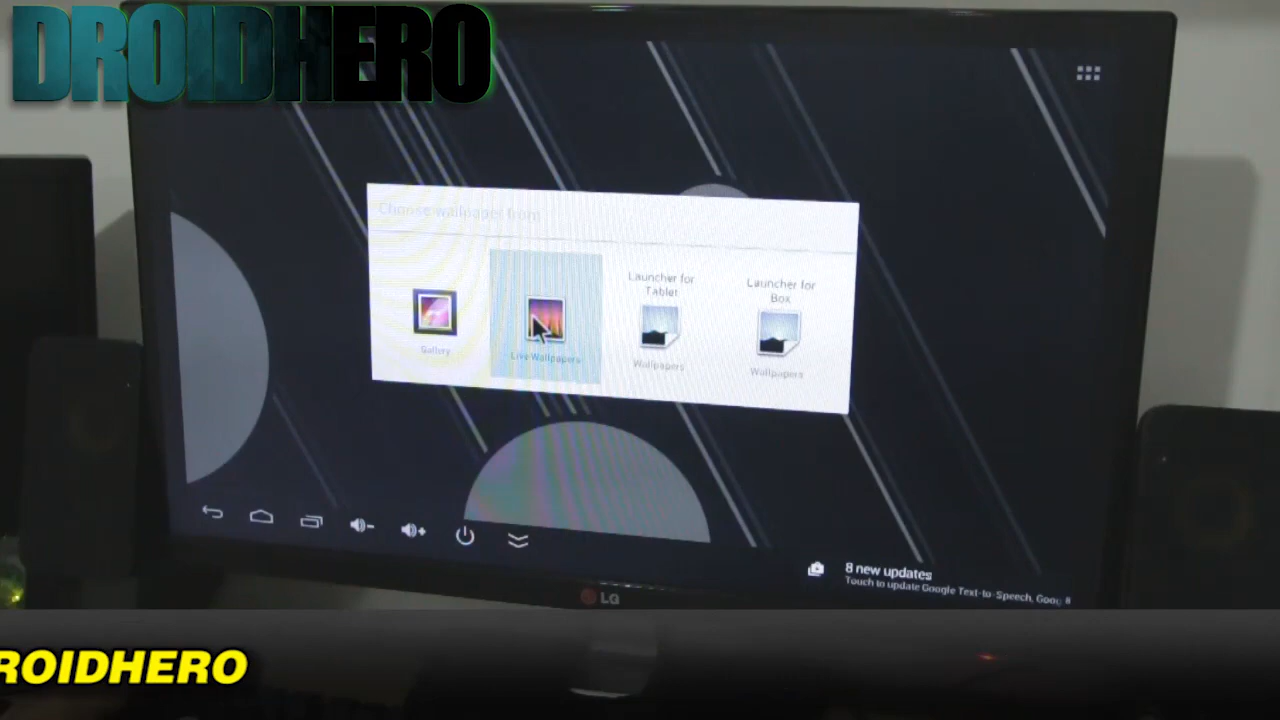 DROIDHERO
Choose wallpaper from
Gallery
Live Wallpapers
Launcher for
Tablet
Wallpapers
Launcher for
Box
Wallpapers
8 new updates
Touch to update Google Text-to-Speech, Goog
8
LG
ROIDHERO